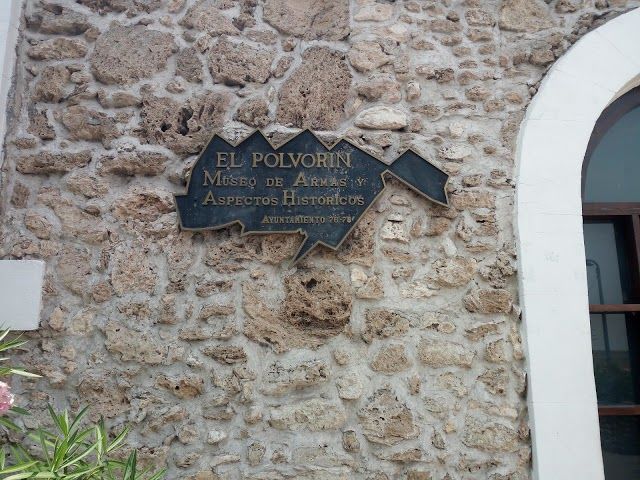 EL POLVORIN
MUSEO DE ARMAS Y
ASPECTOS HISTORICOS
AYUNTAMIENTO 76-78